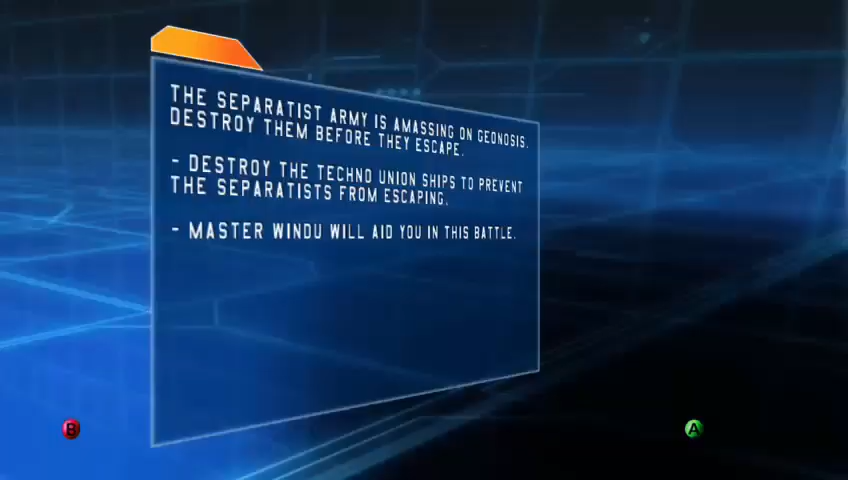 THE SEPARATIST ARMY IS AMASSING ON GEONOSIS.
DESTROY THEM BEFORE THEY ESCAPE.
- DESTROY THE TECHNO UNION SHIPS TO PREVENT
THE SEPARATISTS FROM ESCAPING.
- MASTER WINDU WILL AID YOU IN THIS BATTLE.
B
A